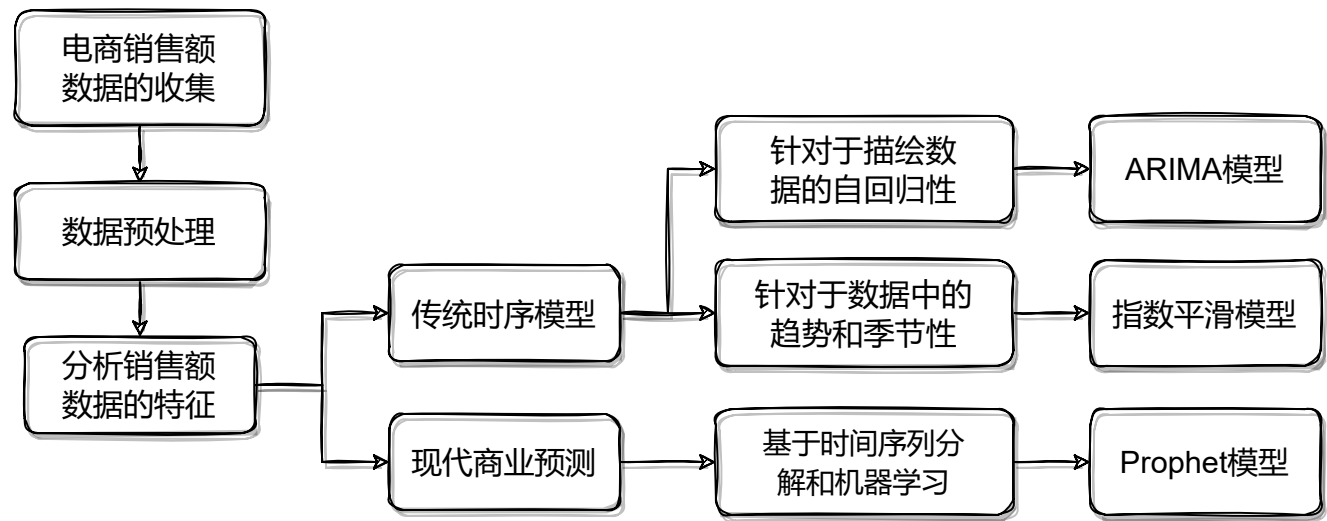 电商销售额
数据的收集
数据预处理
分析销售额
数据的特征
传统时序模型
针对于描绘数
据的自回归性
ARIMA模型
针对于数据中的
趋势和季节性
指数平滑模型
现代商业预测
基于时间序列分
解和机器学习
Prophet模型